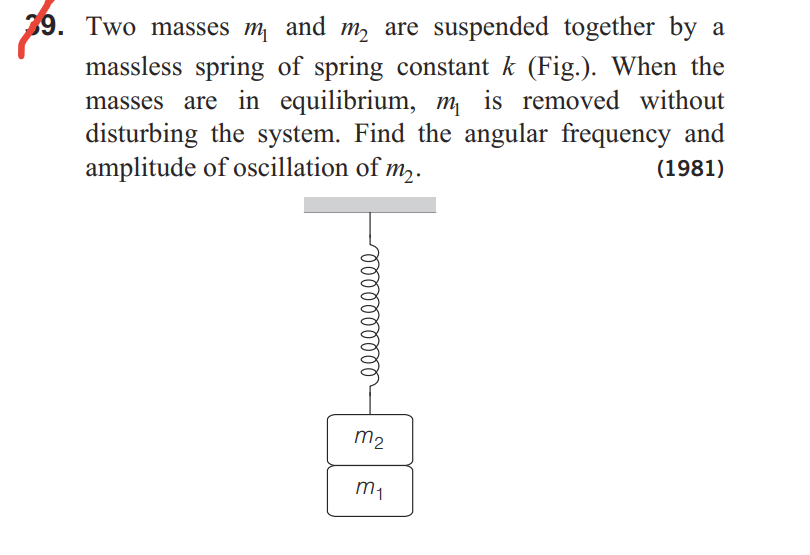 39. Two masses m₁ and m₂ are suspended together by a
massless spring of spring constant k (Fig.). When the
masses are in equilibrium, m₁ is removed without
disturbing the system. Find the angular frequency and
amplitude of oscillation of m₂. (1981)
m₂
m₁